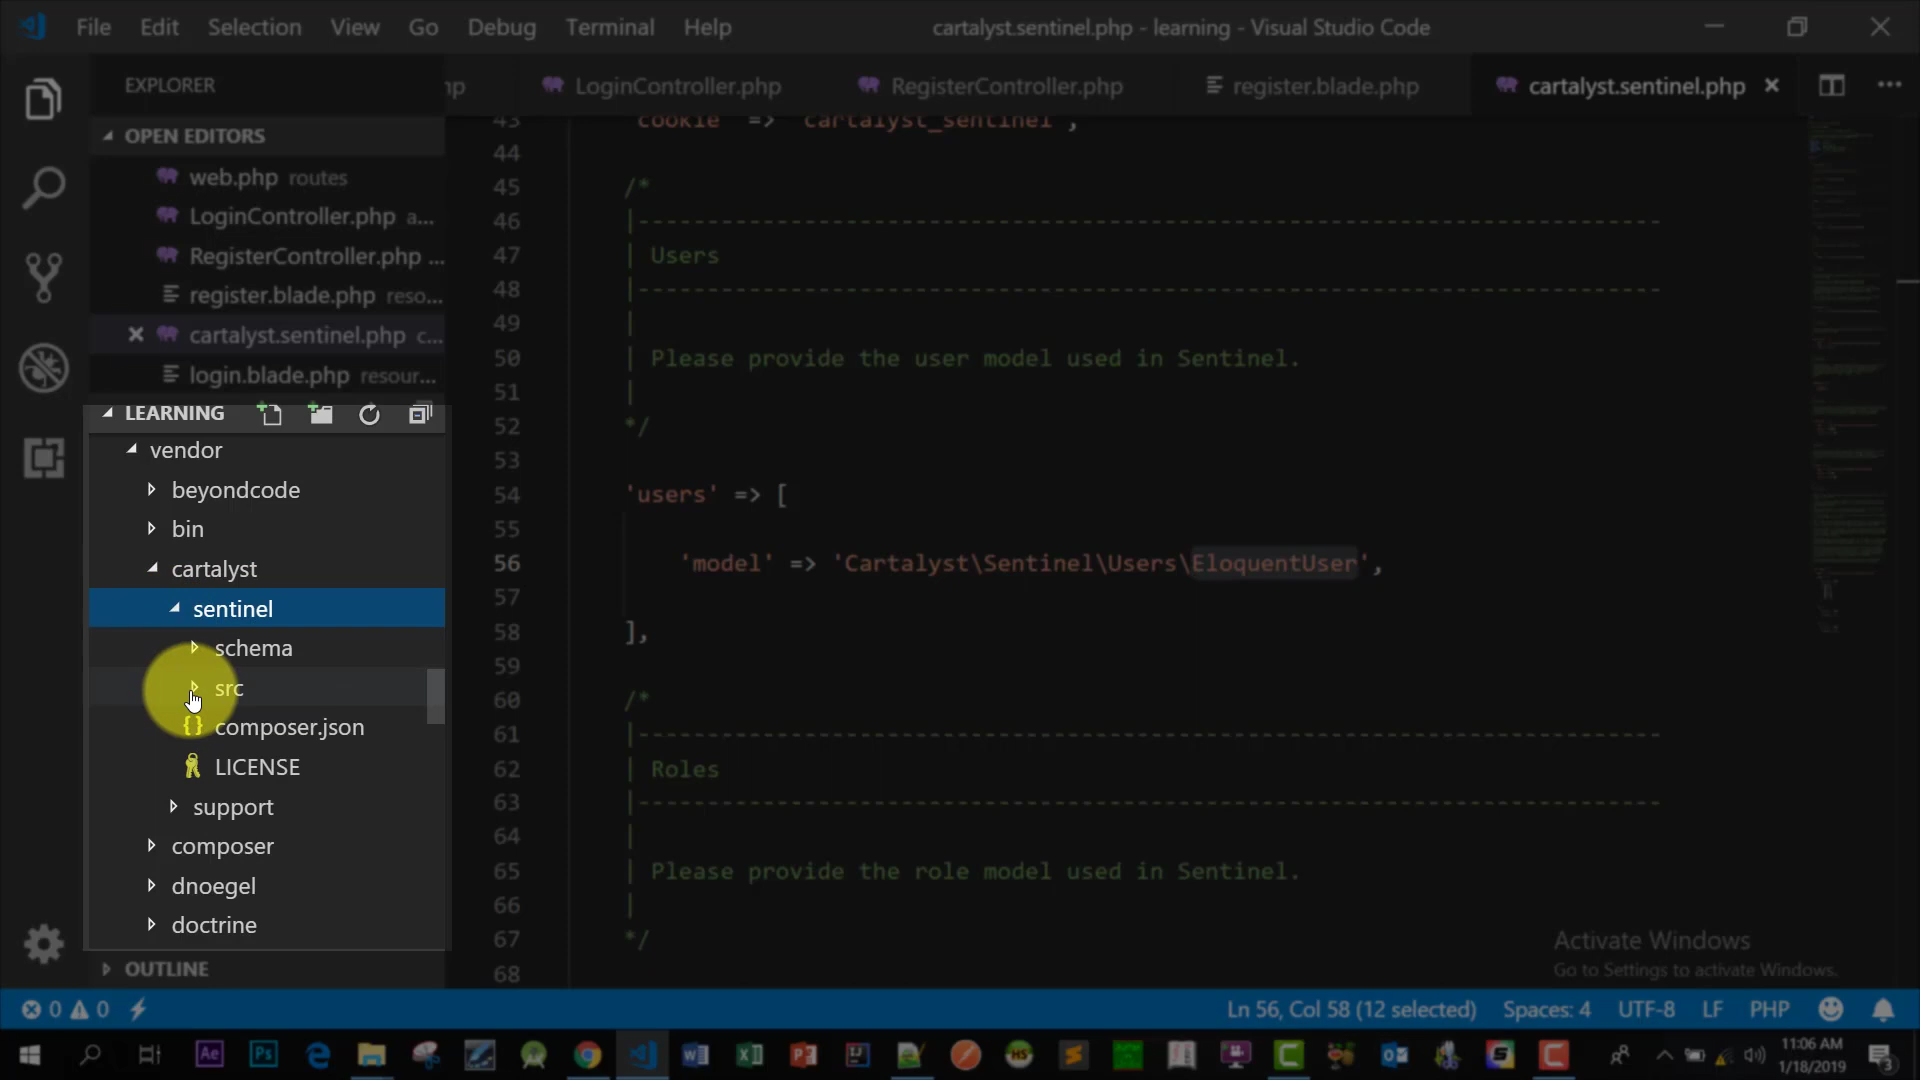 File Edit Selection View Go Debug Terminal Help
cartalyst.sentinel.php - learning - Visual Studio Code
EXPLORER
LoginController.php
RegisterController.php
register.blade.php
cartalyst.sentinel.php
OPEN EDITORS
web.php routes
LoginController.php a...
RegisterController.php ...
register.blade.php reso...
cartalyst.sentinel.php c...
login.blade.php resour...
LEARNING
vendor
beyondcode
bin
cartalyst
sentinel
schema
src
{} composer.json
LICENSE
support
composer
dnoegel
doctrine
OUTLINE
43 'cookie' => 'cartalyst_sentinel',
44
45 /*
46 |--------------------------------------------------------------------------
47 | Users
48 |--------------------------------------------------------------------------
49 |
50 | Please provide the user model used in Sentinel.
51 |
52 */
53
54 'users' => [
55
56 'model' => 'Cartalyst\Sentinel\Users\EloquentUser',
57
58 ],
59
60 /*
61 |--------------------------------------------------------------------------
62 | Roles
63 |--------------------------------------------------------------------------
64 |
65 | Please provide the role model used in Sentinel.
66 |
67 */
68
Activate Windows
Go to Settings to activate Windows.
0 0
Ln 56, Col 58 (12 selected) Spaces: 4 UTF-8 LF PHP
11:06 AM
1/18/2019
3